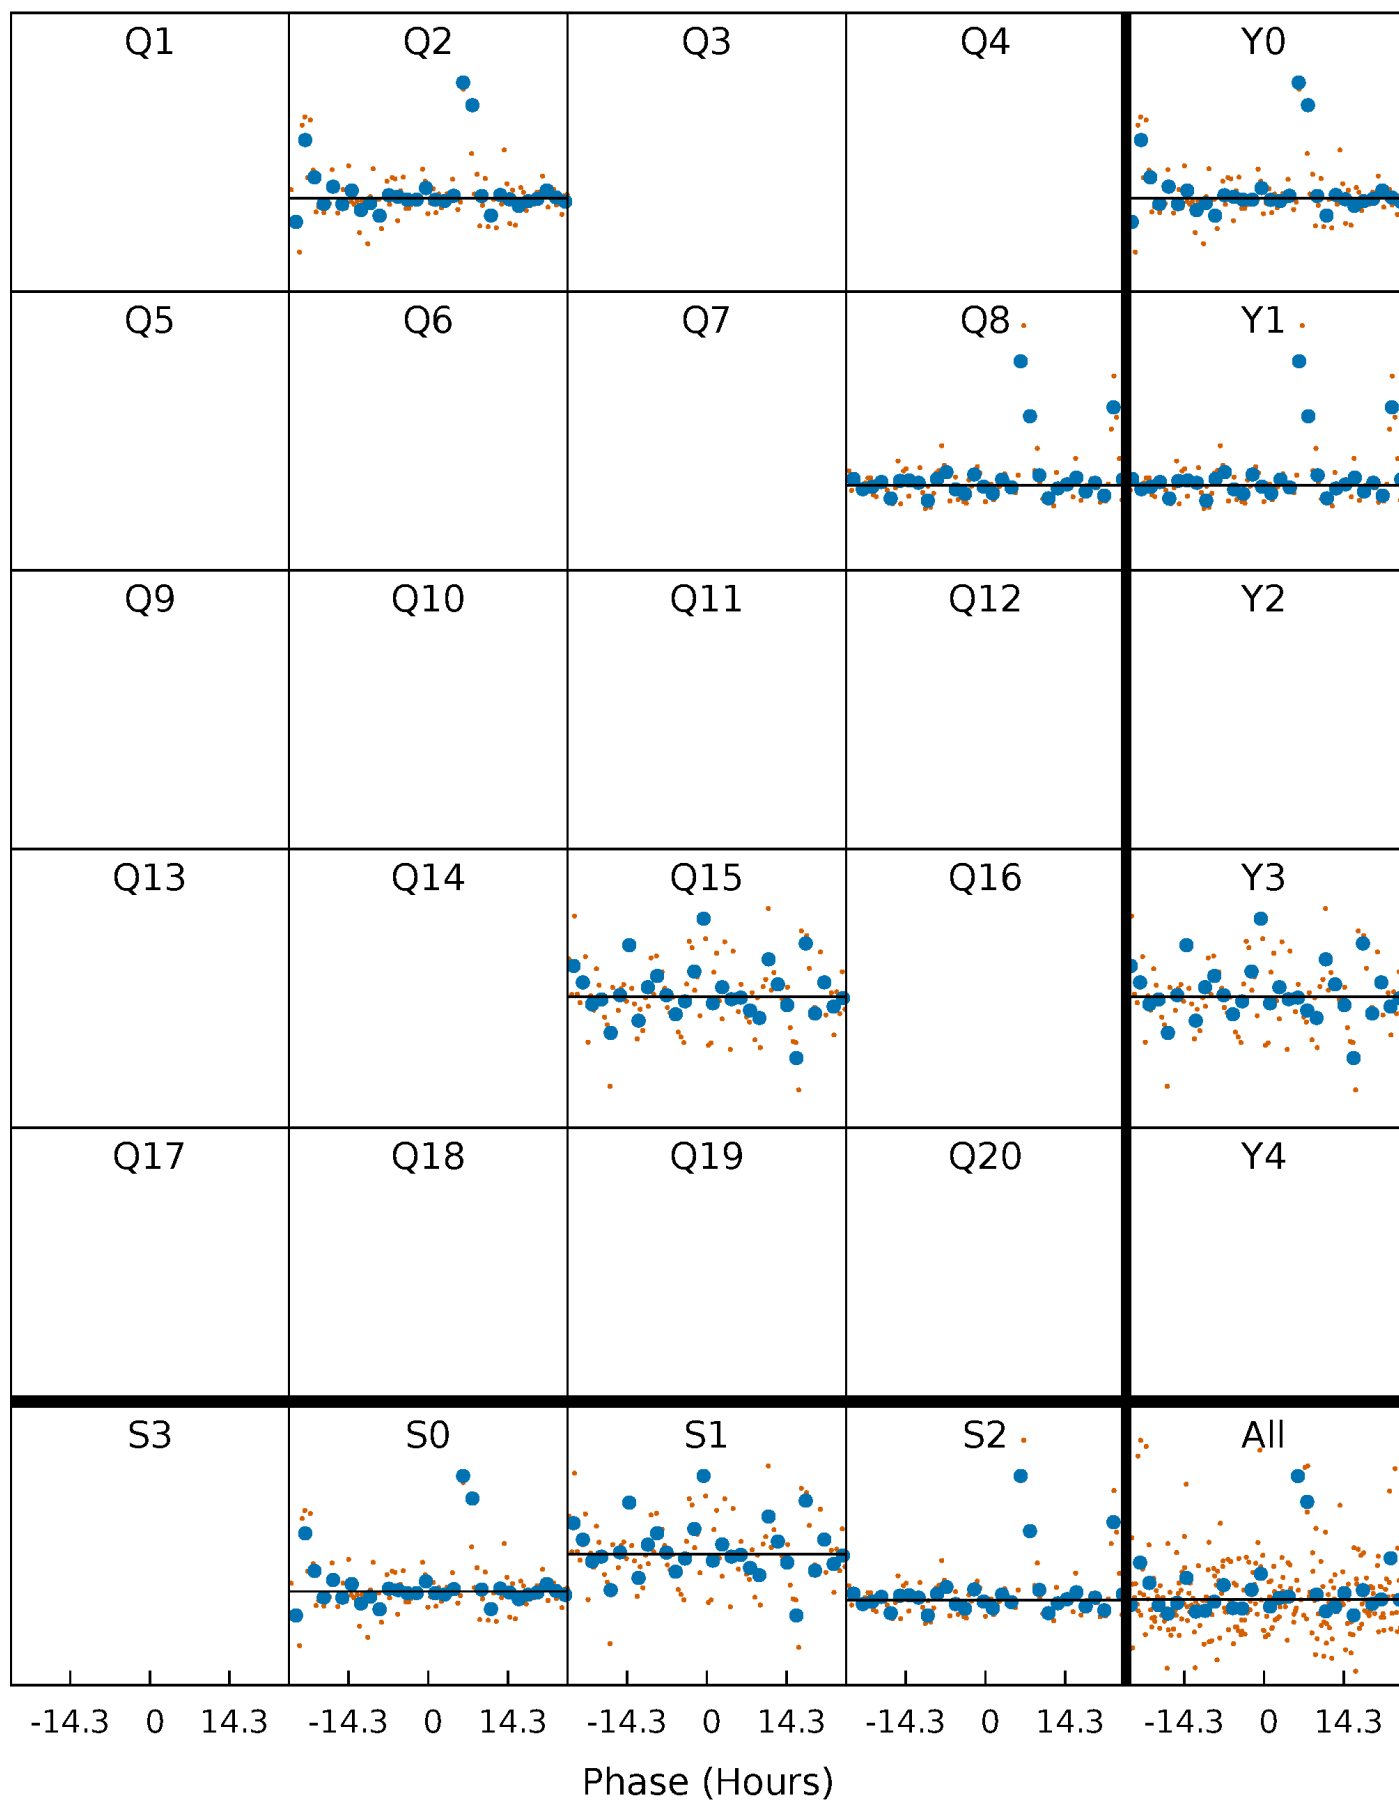 Q1 Q2 Q3 Q4 Y0
Q5 Q6 Q7 Q8 Y1
Q9 Q10 Q11 Q12 Y2
Q13 Q14 Q15 Q16 Y3
Q17 Q18 Q19 Q20 Y4
S3 S0 S1 S2 All
-14.3 0 14.3 -14.3 0 14.3 -14.3 0 14.3 -14.3 0 14.3 -14.3 0 14.3
Phase (Hours)